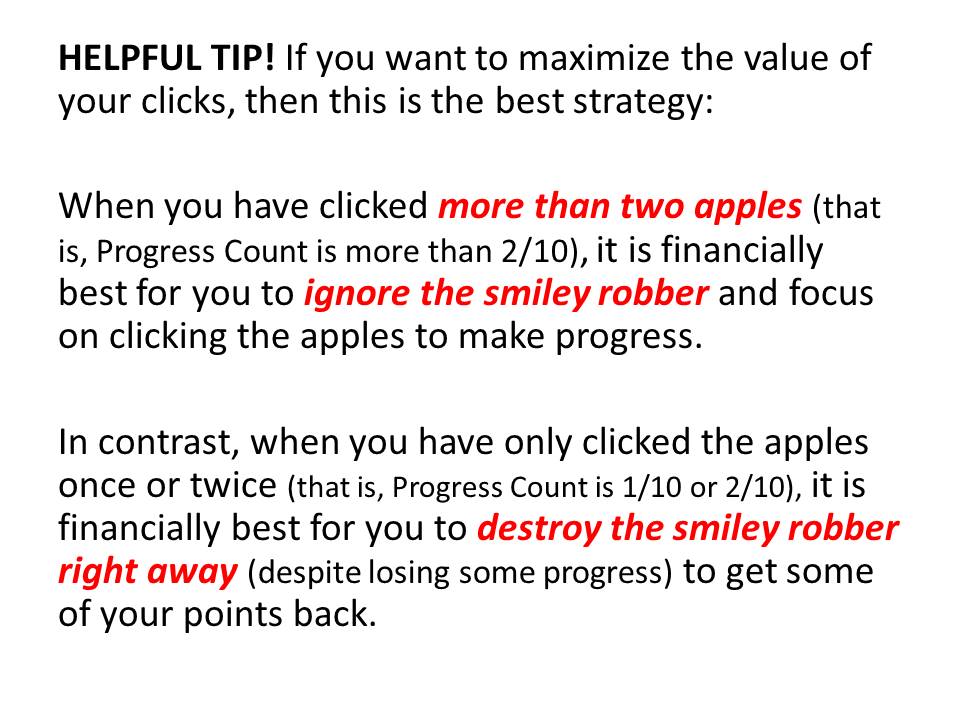 HELPFUL TIP! If you want to maximize the value of
your clicks, then this is the best strategy:
When you have clicked more than two apples (that
is, Progress Count is more than 2/10), it is financially
best for you to ignore the smiley robber and focus
on clicking the apples to make progress.
In contrast, when you have only clicked the apples
once or twice (that is, Progress Count is 1/10 or 2/10), it is
financially best for you to destroy the smiley robber
right away (despite losing some progress) to get some
of your points back.